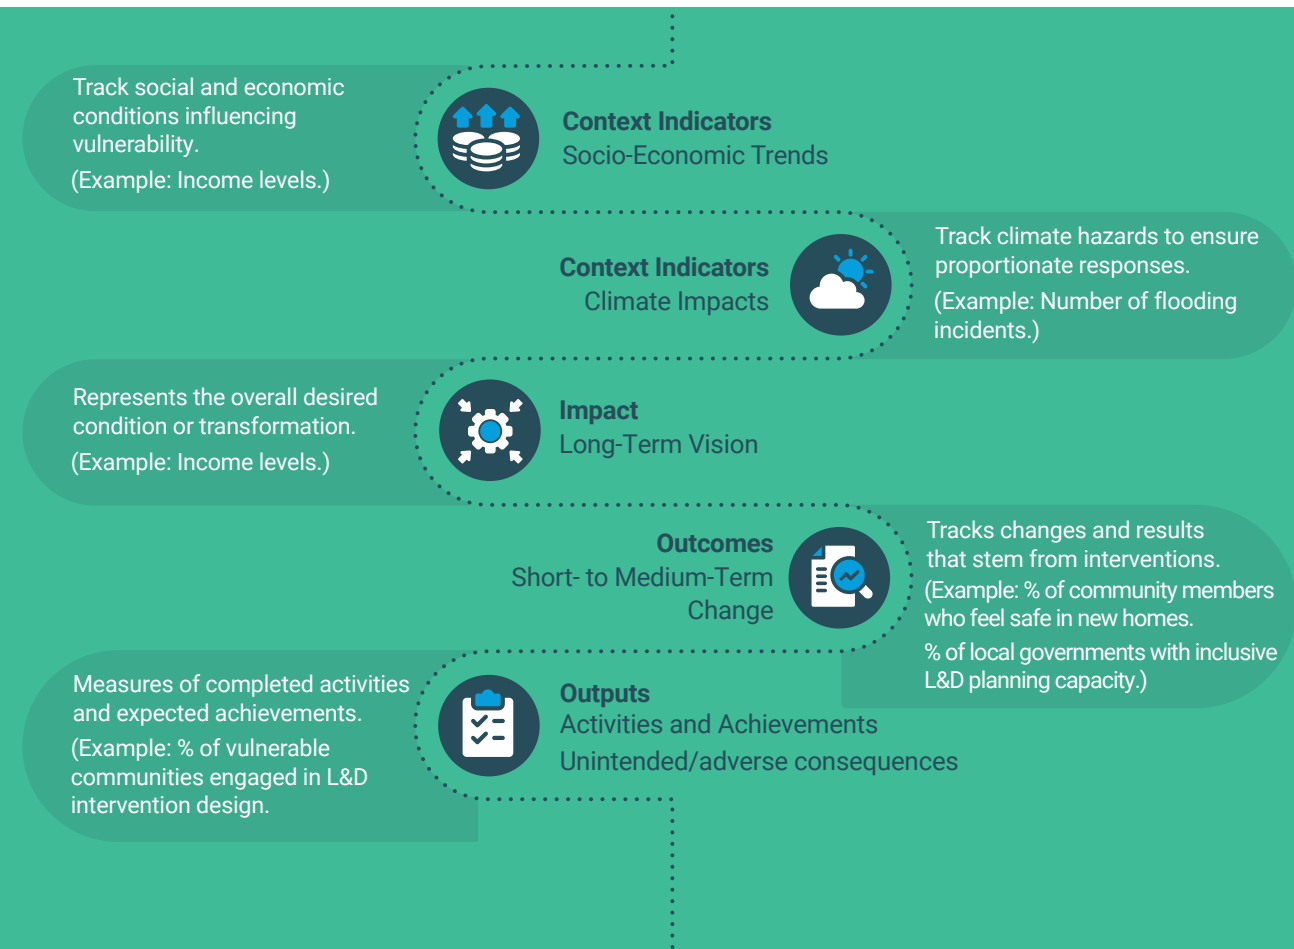 Track social and economic
conditions influencing
vulnerability.
(Example: Income levels.)
Context Indicators
Socio-Economic Trends
Context Indicators
Climate Impacts
Track climate hazards to ensure
proportionate responses.
(Example: Number of flooding
incidents.)
Represents the overall desired
condition or transformation.
(Example: Income levels.)
Impact
Long-Term Vision
Outcomes
Short- to Medium-Term
Change
Tracks changes and results
that stem from interventions.
(Example: % of community members
who feel safe in new homes.
% of local governments with inclusive
L&D planning capacity.)
Measures of completed activities
and expected achievements.
(Example: % of vulnerable
communities engaged in L&D
intervention design.
Outputs
Activities and Achievements
Unintended/adverse consequences